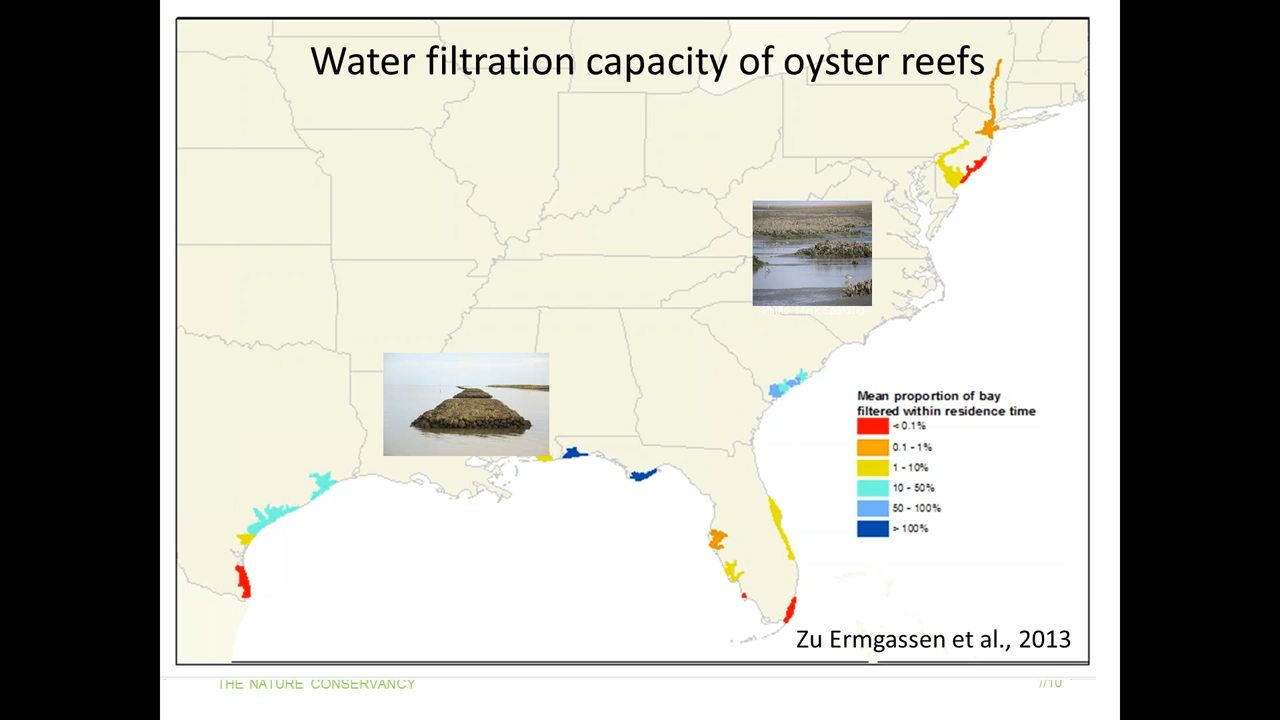 Water filtration capacity of oyster reefs
Mean proportion of bay
filtered within residence time
< 0.1%
0.1 - 1%
1 - 10%
10 - 50%
50 - 100%
> 100%
Zu Ermgassen et al., 2013
THE NATURE CONSERVANCY
//10